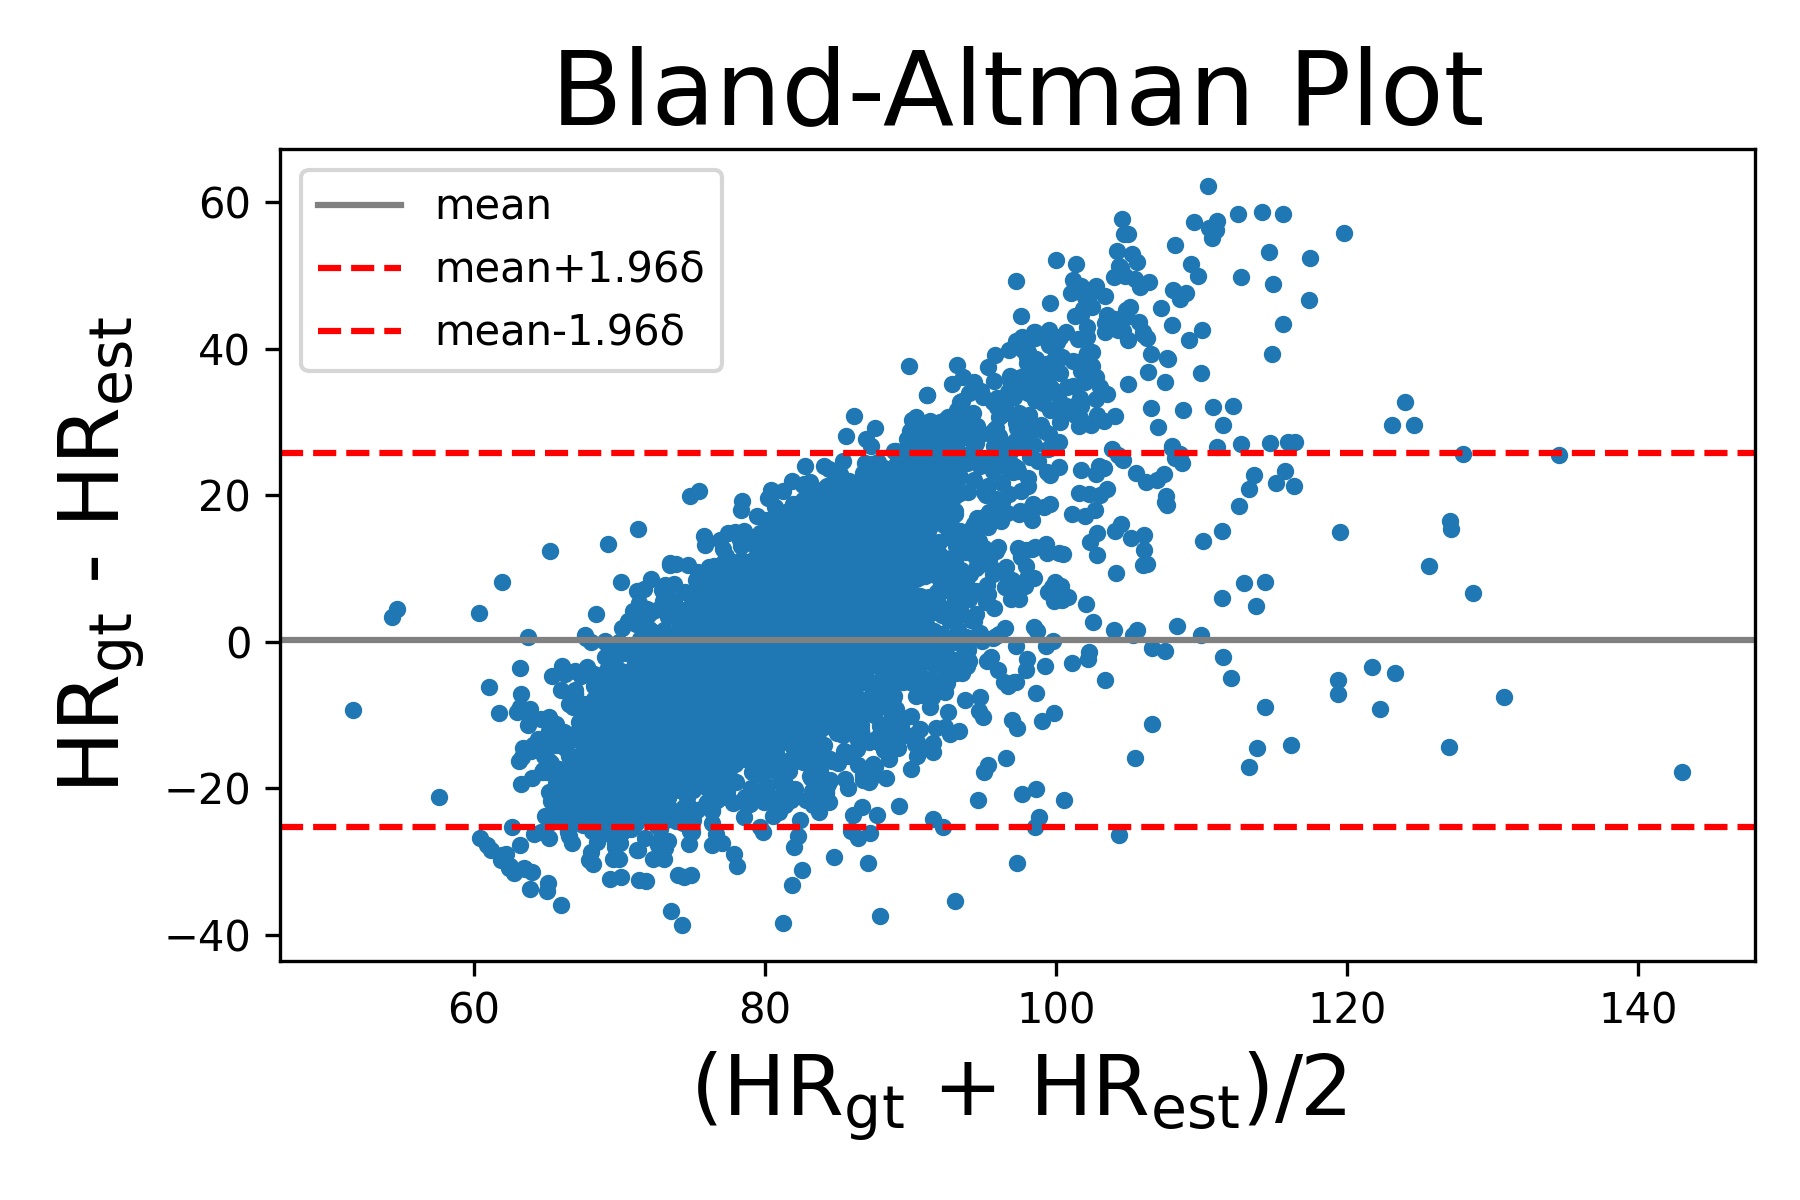 Bland-Altman Plot
mean
mean+1.96δ
mean-1.96δ
HRgt - HRest
60
40
20
0
−20
−40
60 80 100 120 140
(HRgt + HRest)/2